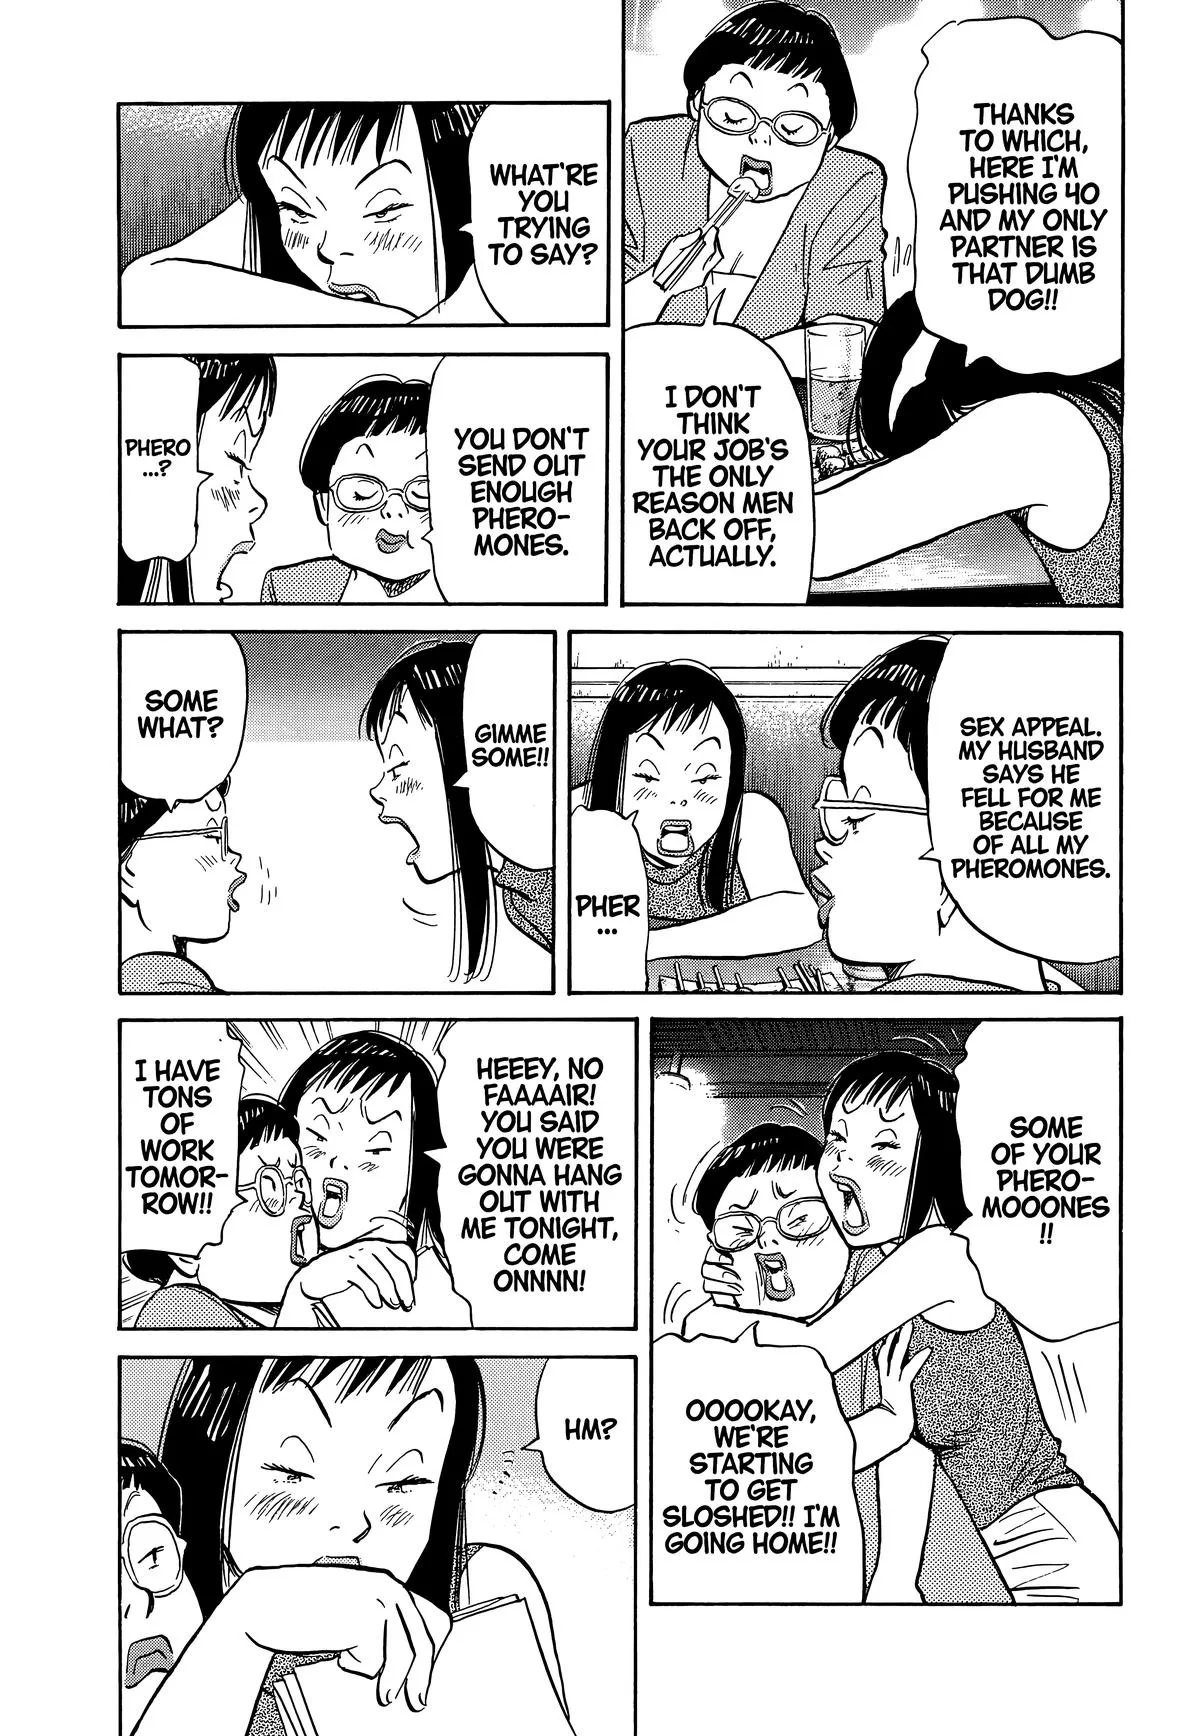 THANKS
TO WHICH,
HERE I'M
PUSHING 40
AND MY ONLY
PARTNER IS
THAT DUMB
DOG!!
I DON'T
THINK
YOUR JOB'S
THE ONLY
REASON MEN
BACK OFF,
ACTUALLY.
WHAT'RE
YOU
TRYING
TO SAY?
YOU DON'T
SEND OUT
ENOUGH
PHERO-
MONES.
PHERO
...?
SEX APPEAL.
MY HUSBAND
SAYS HE
FELL FOR ME
BECAUSE
OF ALL MY
PHEROMONES.
PHER
...
GIMME
SOME!!
SOME
WHAT?
SOME
OF YOUR
PHERO-
MOOONES
!!
OOOOKAY,
WE'RE
STARTING
TO GET
SLOSHED!! I'M
GOING HOME!!
HEEEY, NO
FAAAAIR!
YOU SAID
YOU WERE
GONNA HANG
OUT WITH
ME TONIGHT,
COME
ONNNN!
I HAVE
TONS
OF
WORK
TOMOR-
ROW!!
HM?